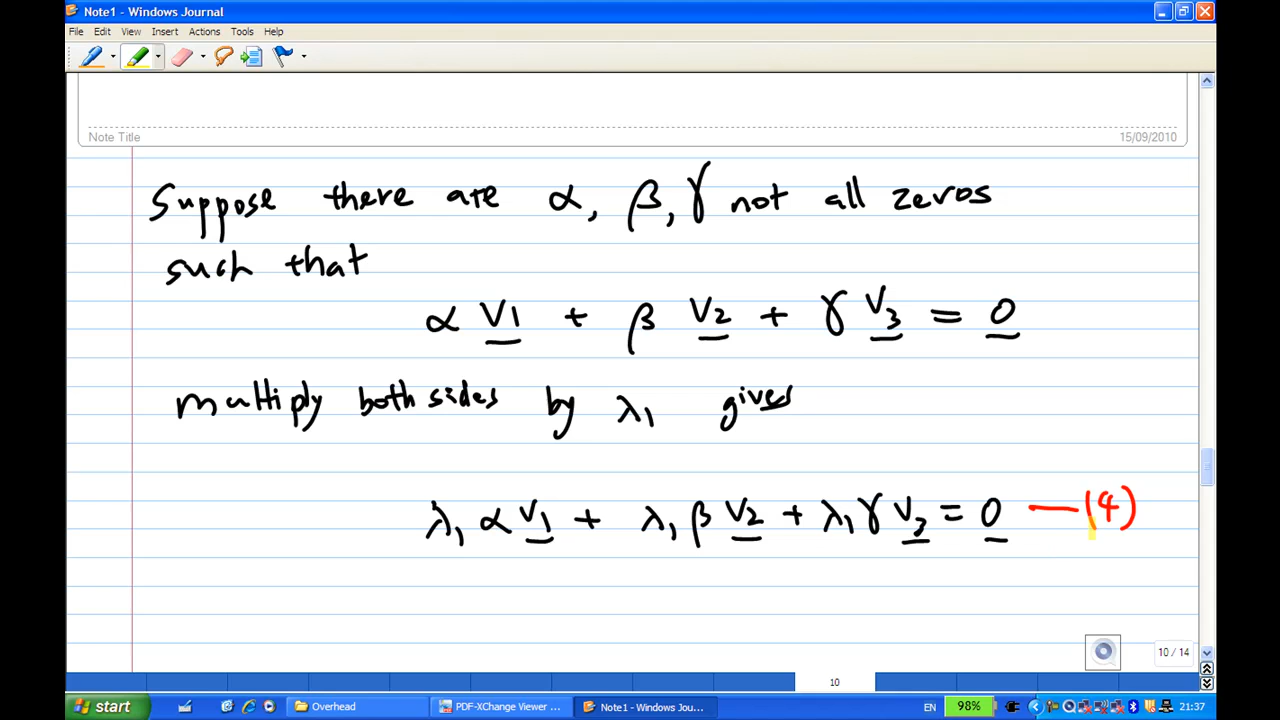 Note1 - Windows Journal
File Edit View Insert Actions Tools Help
Note Title 15/09/2010
Suppose there are α, β, γ not all zeros
such that
α v1 + β v2 + γ v3 = 0
multiply both sides by λ1 gives
λ1 α v1 + λ1 β v2 + λ1 γ v3 = 0 —(4)
10 / 14
10
start Overhead PDF-XChange Viewer ... Note1 - Windows Jou... EN 98% 21:37